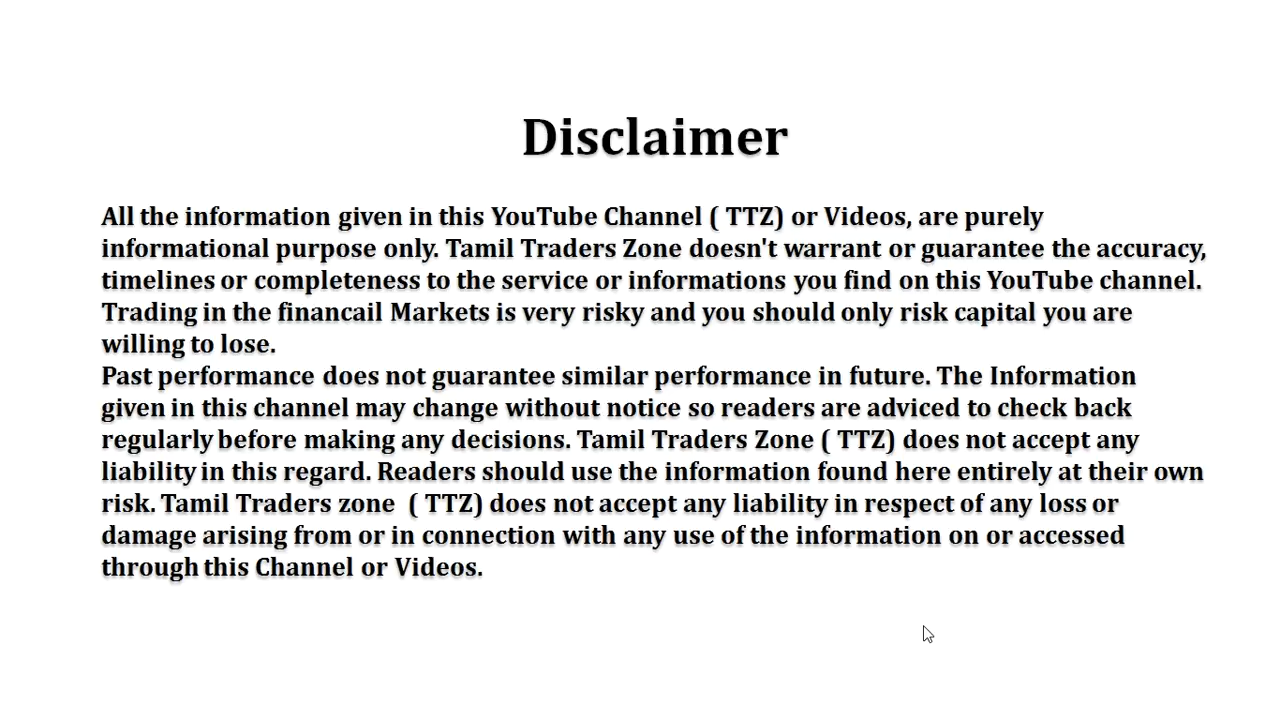 Disclaimer
All the information given in this YouTube Channel ( TTZ) or Videos, are purely
informational purpose only. Tamil Traders Zone doesn't warrant or guarantee the accuracy,
timelines or completeness to the service or informations you find on this YouTube channel.
Trading in the financail Markets is very risky and you should only risk capital you are
willing to lose.
Past performance does not guarantee similar performance in future. The Information
given in this channel may change without notice so readers are adviced to check back
regularly before making any decisions. Tamil Traders Zone ( TTZ) does not accept any
liability in this regard. Readers should use the information found here entirely at their own
risk. Tamil Traders zone  ( TTZ) does not accept any liability in respect of any loss or
damage arising from or in connection with any use of the information on or accessed
through this Channel or Videos.